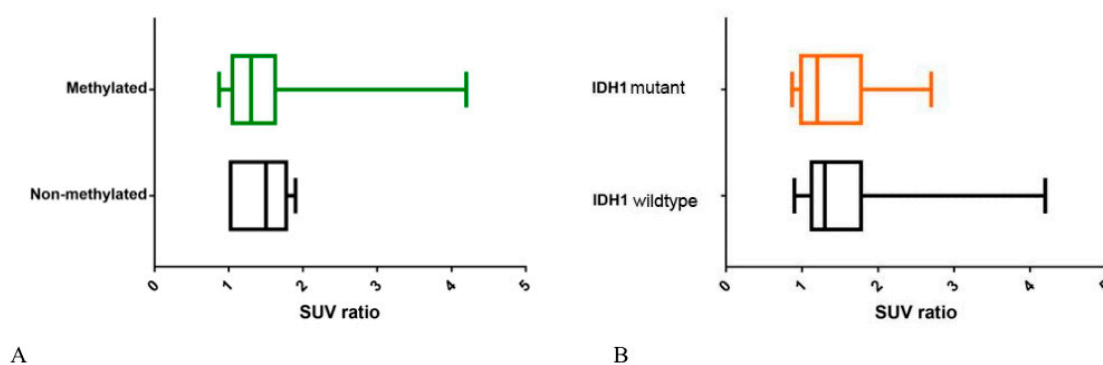 Methylated
Non-methylated
0 1 2 3 4 5
SUV ratio
A
IDH1 mutant
IDH1 wildtype
0 1 2 3 4 5
SUV ratio
B